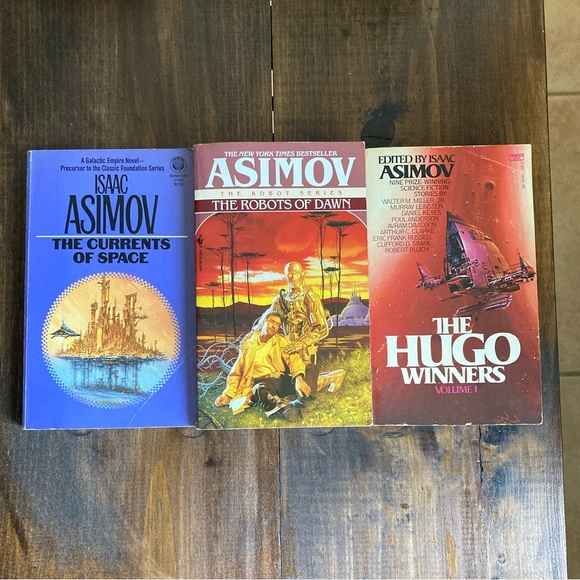 A Galactic Empire Novel—
Precursor to the Classic Foundation Series
ISAAC
ASIMOV
THE CURRENTS
OF SPACE
THE NEW YORK TIMES BESTSELLER
ASIMOV
THE ROBOT SERIES
THE ROBOTS OF DAWN
EDITED BY ISAAC
ASIMOV
NINE PRIZE-WINNING
SCIENCE FICTION
STORIES BY
WALTER M. MILLER, JR.
MURRAY LEINSTER
DANIEL KEYES
POUL ANDERSON
AVRAM DAVIDSON
ARTHUR C. CLARKE
ERIC FRANK RUSSELL
CLIFFORD D. SIMAK
ROBERT BLOCH
THE
HUGO
WINNERS
VOLUME 1